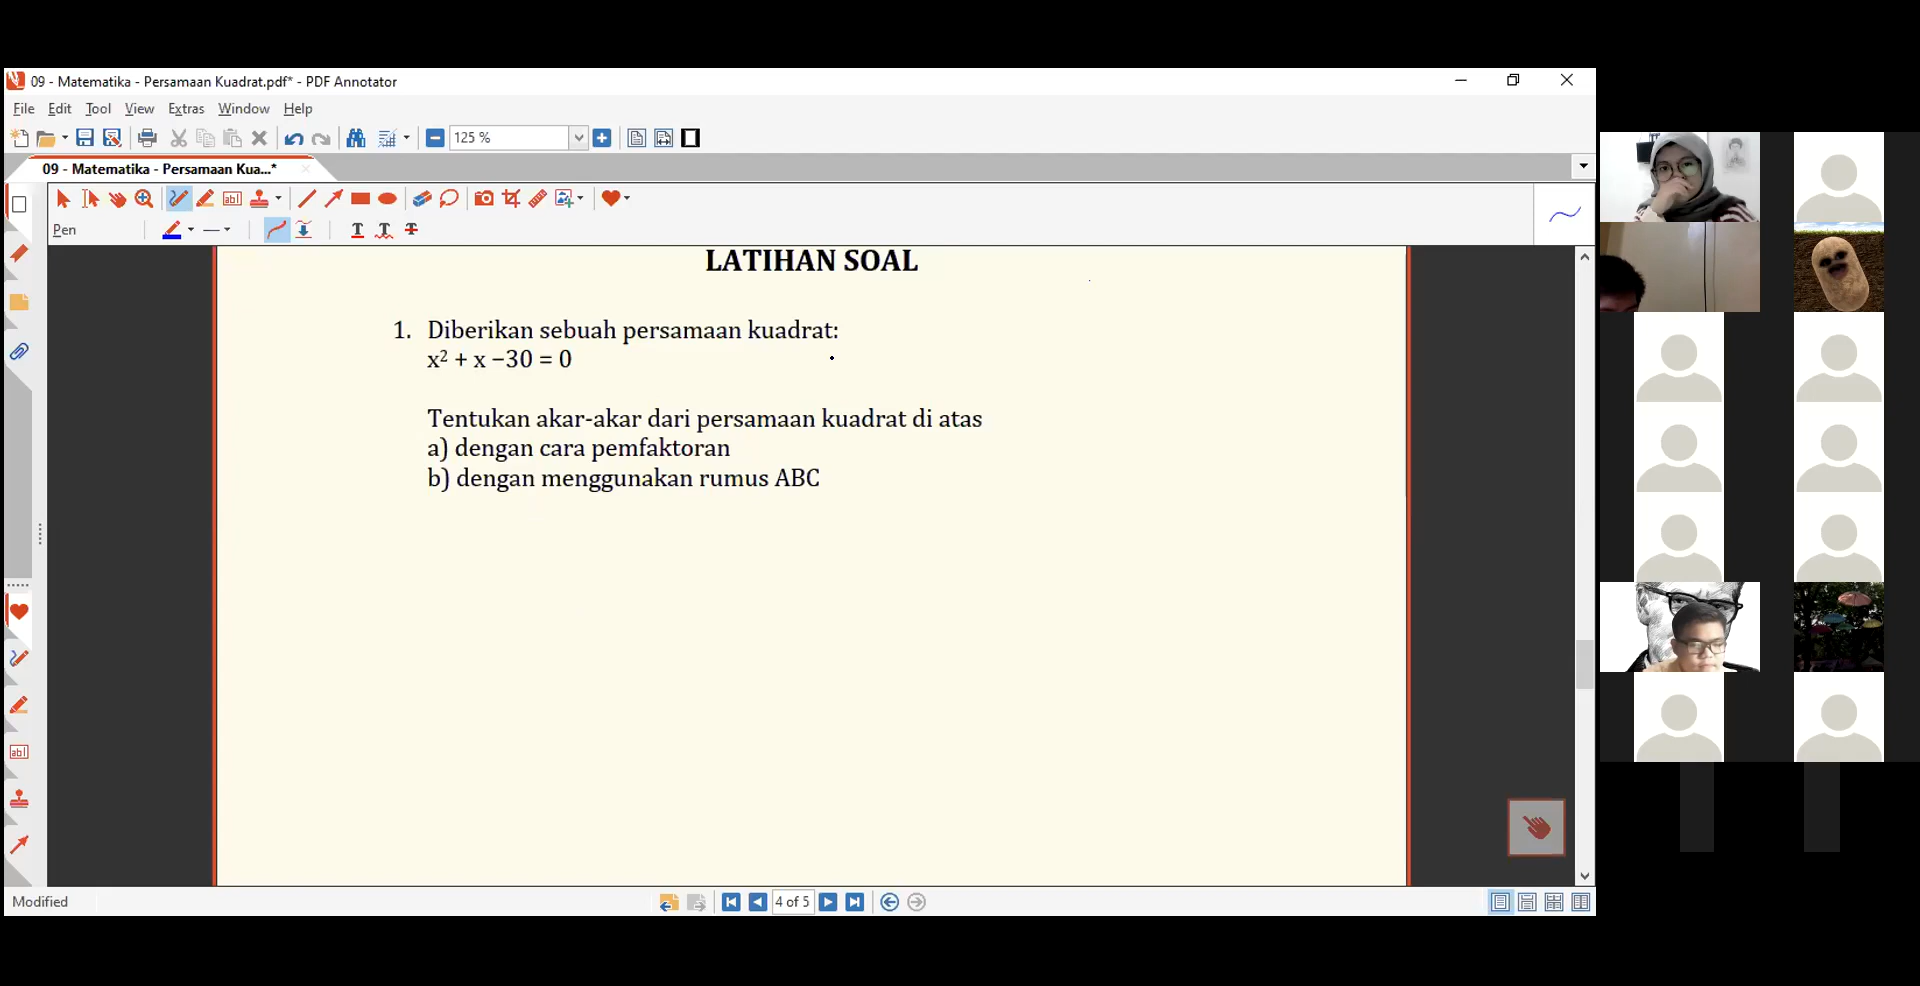 09 - Matematika - Persamaan Kuadrat.pdf* - PDF Annotator
File Edit Tool View Extras Window Help
125 %
09 - Matematika - Persamaan Kua...*
abl
Pen
T T T
LATIHAN SOAL
1. Diberikan sebuah persamaan kuadrat:
x² + x −30 = 0
Tentukan akar-akar dari persamaan kuadrat di atas
a) dengan cara pemfaktoran
b) dengan menggunakan rumus ABC
abl
Modified
4 of 5